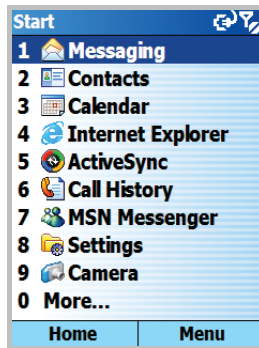 Start
1 Messaging
2 Contacts
3 Calendar
4 Internet Explorer
5 ActiveSync
6 Call History
7 MSN Messenger
8 Settings
9 Camera
0 More...
Home Menu